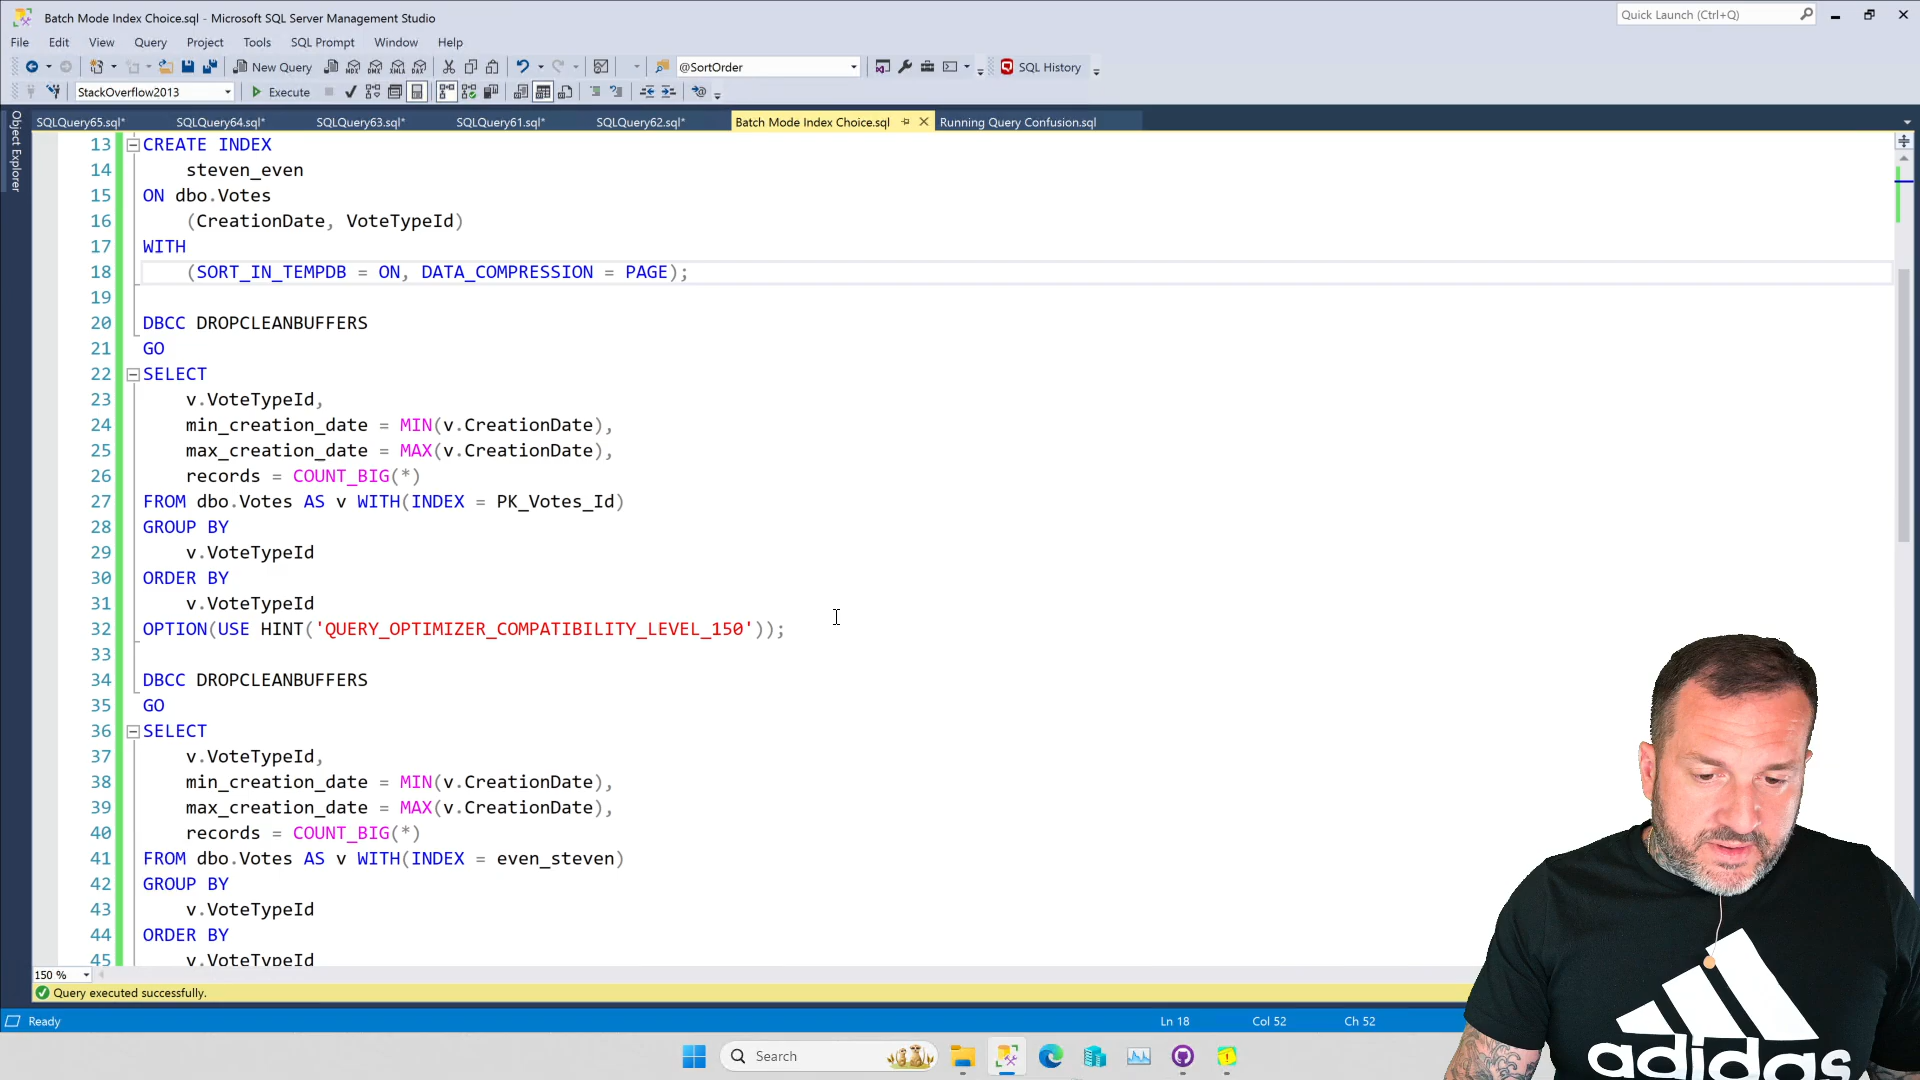 Batch Mode Index Choice.sql - Microsoft SQL Server Management Studio
Quick Launch (Ctrl+Q)
File Edit View Query Project Tools SQL Prompt Window Help
New Query
MDX DMX XMLA DAX
@SortOrder
SQL History
StackOverflow2013
Execute
Object Explorer
SQLQuery65.sql* SQLQuery64.sql* SQLQuery63.sql* SQLQuery61.sql* SQLQuery62.sql* Batch Mode Index Choice.sql Running Query Confusion.sql
13 CREATE INDEX
14 steven_even
15 ON dbo.Votes
16 (CreationDate, VoteTypeId)
17 WITH
18 (SORT_IN_TEMPDB = ON, DATA_COMPRESSION = PAGE);
19
20 DBCC DROPCLEANBUFFERS
21 GO
22 SELECT
23 v.VoteTypeId,
24 min_creation_date = MIN(v.CreationDate),
25 max_creation_date = MAX(v.CreationDate),
26 records = COUNT_BIG(*)
27 FROM dbo.Votes AS v WITH(INDEX = PK_Votes_Id)
28 GROUP BY
29 v.VoteTypeId
30 ORDER BY
31 v.VoteTypeId
32 OPTION(USE HINT('QUERY_OPTIMIZER_COMPATIBILITY_LEVEL_150'));
33
34 DBCC DROPCLEANBUFFERS
35 GO
36 SELECT
37 v.VoteTypeId,
38 min_creation_date = MIN(v.CreationDate),
39 max_creation_date = MAX(v.CreationDate),
40 records = COUNT_BIG(*)
41 FROM dbo.Votes AS v WITH(INDEX = even_steven)
42 GROUP BY
43 v.VoteTypeId
44 ORDER BY
45 v.VoteTypeId
150 %
Query executed successfully.
Ready
Ln 18 Col 52 Ch 52
Search
adidas